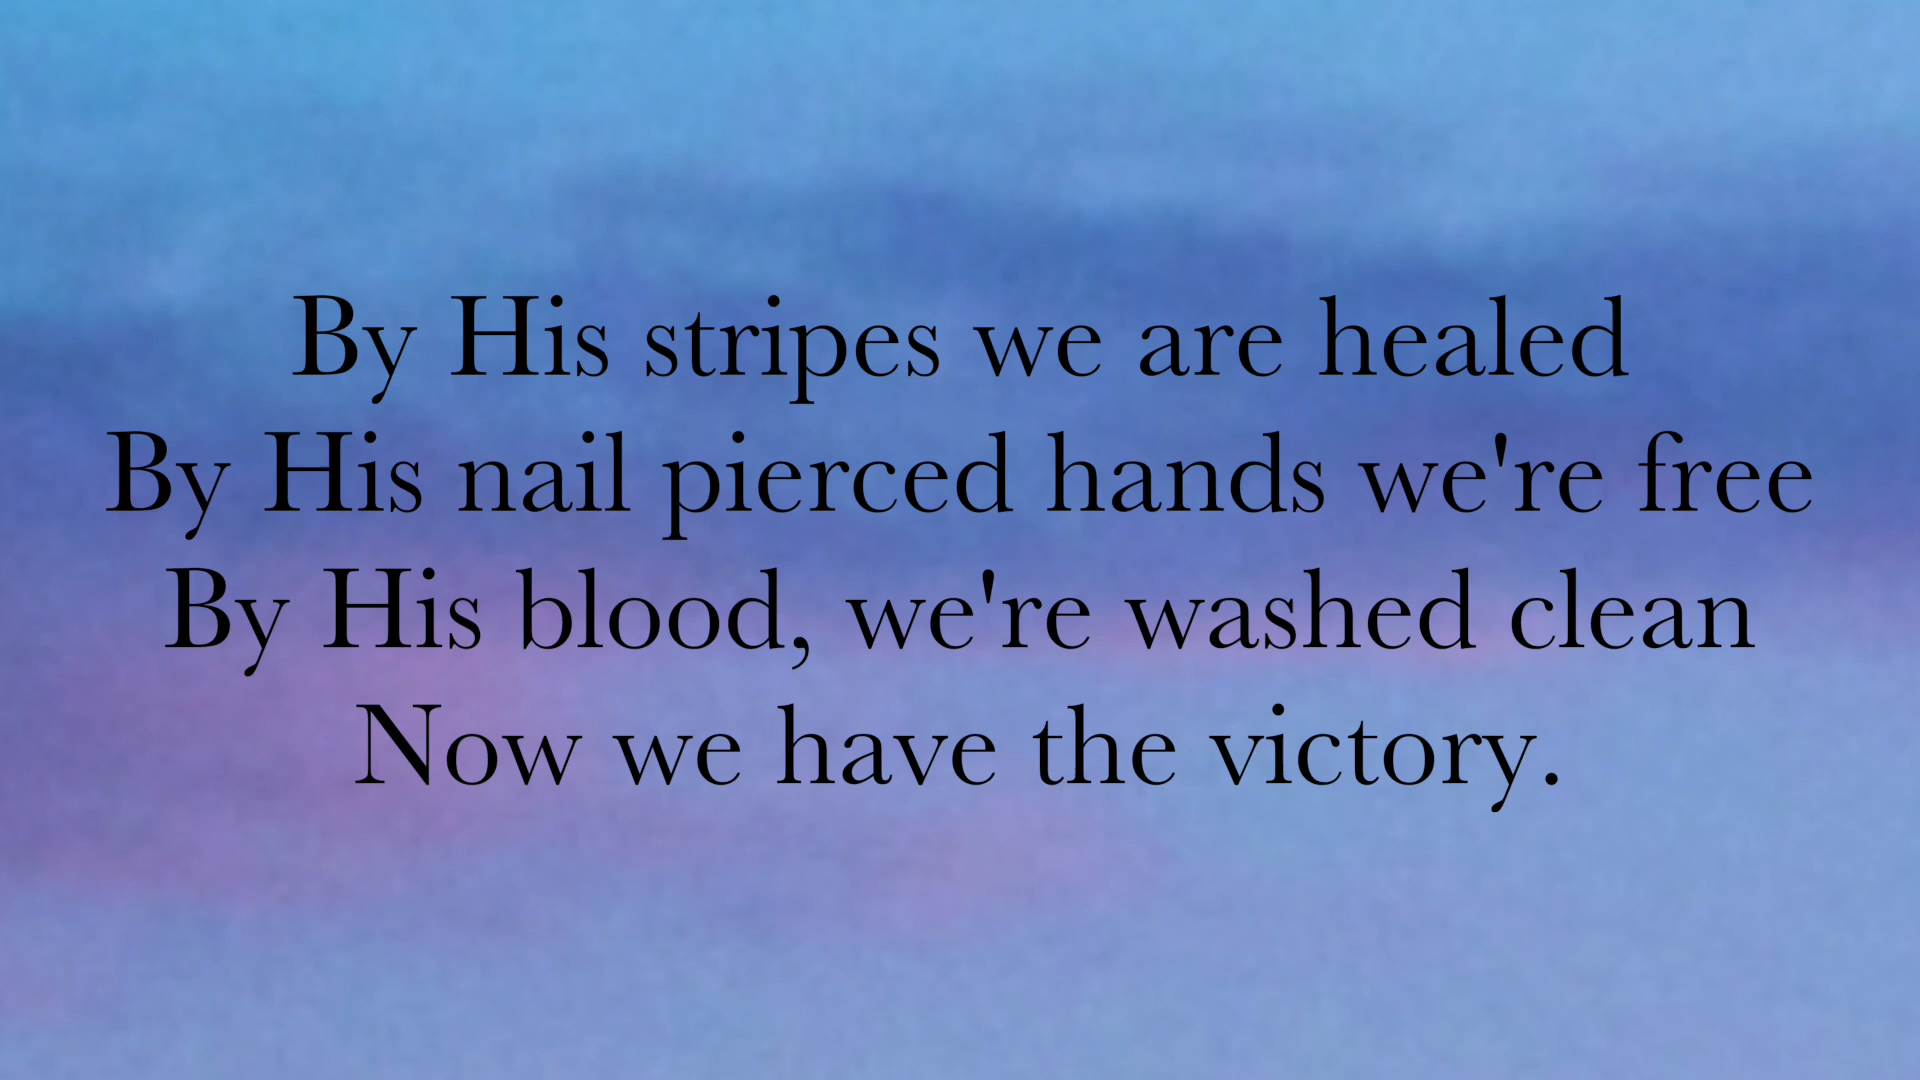 By His stripes we are healed
By His nail pierced hands we're free
By His blood, we're washed clean
Now we have the victory.